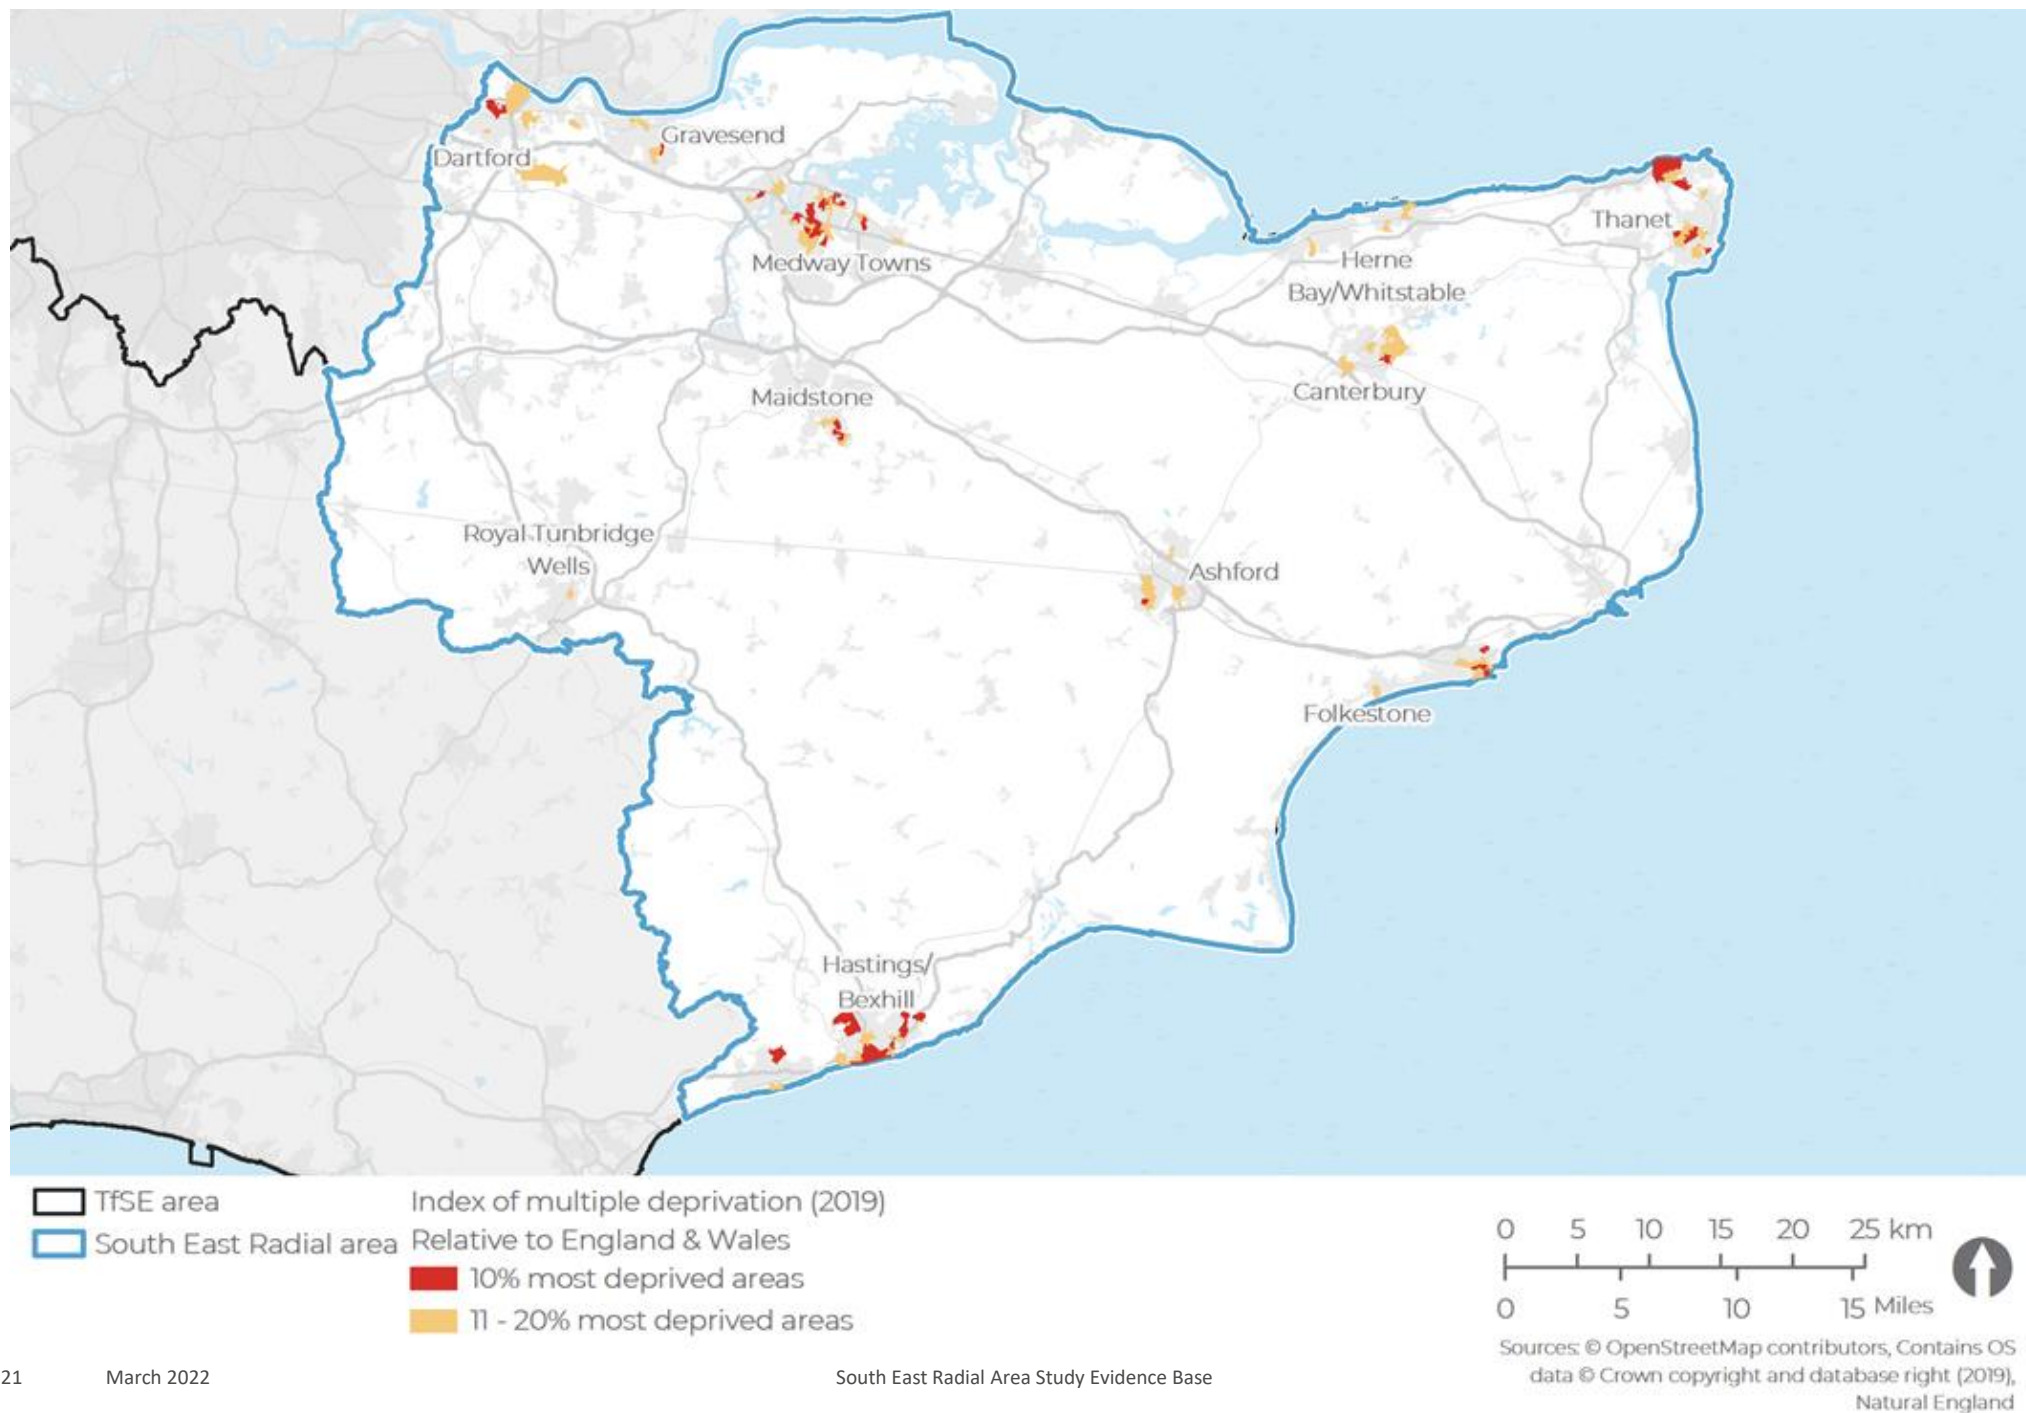 Gravesend
Dartford
Thanet
Medway Towns
Herne
Bay/Whitstable
Maidstone
Canterbury
Royal Tunbridge
Wells
Ashford
Folkestone
Hastings/
Bexhill
TfSE area
South East Radial area
Index of multiple deprivation (2019)
Relative to England & Wales
10% most deprived areas
11 - 20% most deprived areas
0 5 10 15 20 25 km
0 5 10 15 Miles
Sources: © OpenStreetMap contributors, Contains OS
data © Crown copyright and database right (2019),
Natural England
21 March 2022 South East Radial Area Study Evidence Base